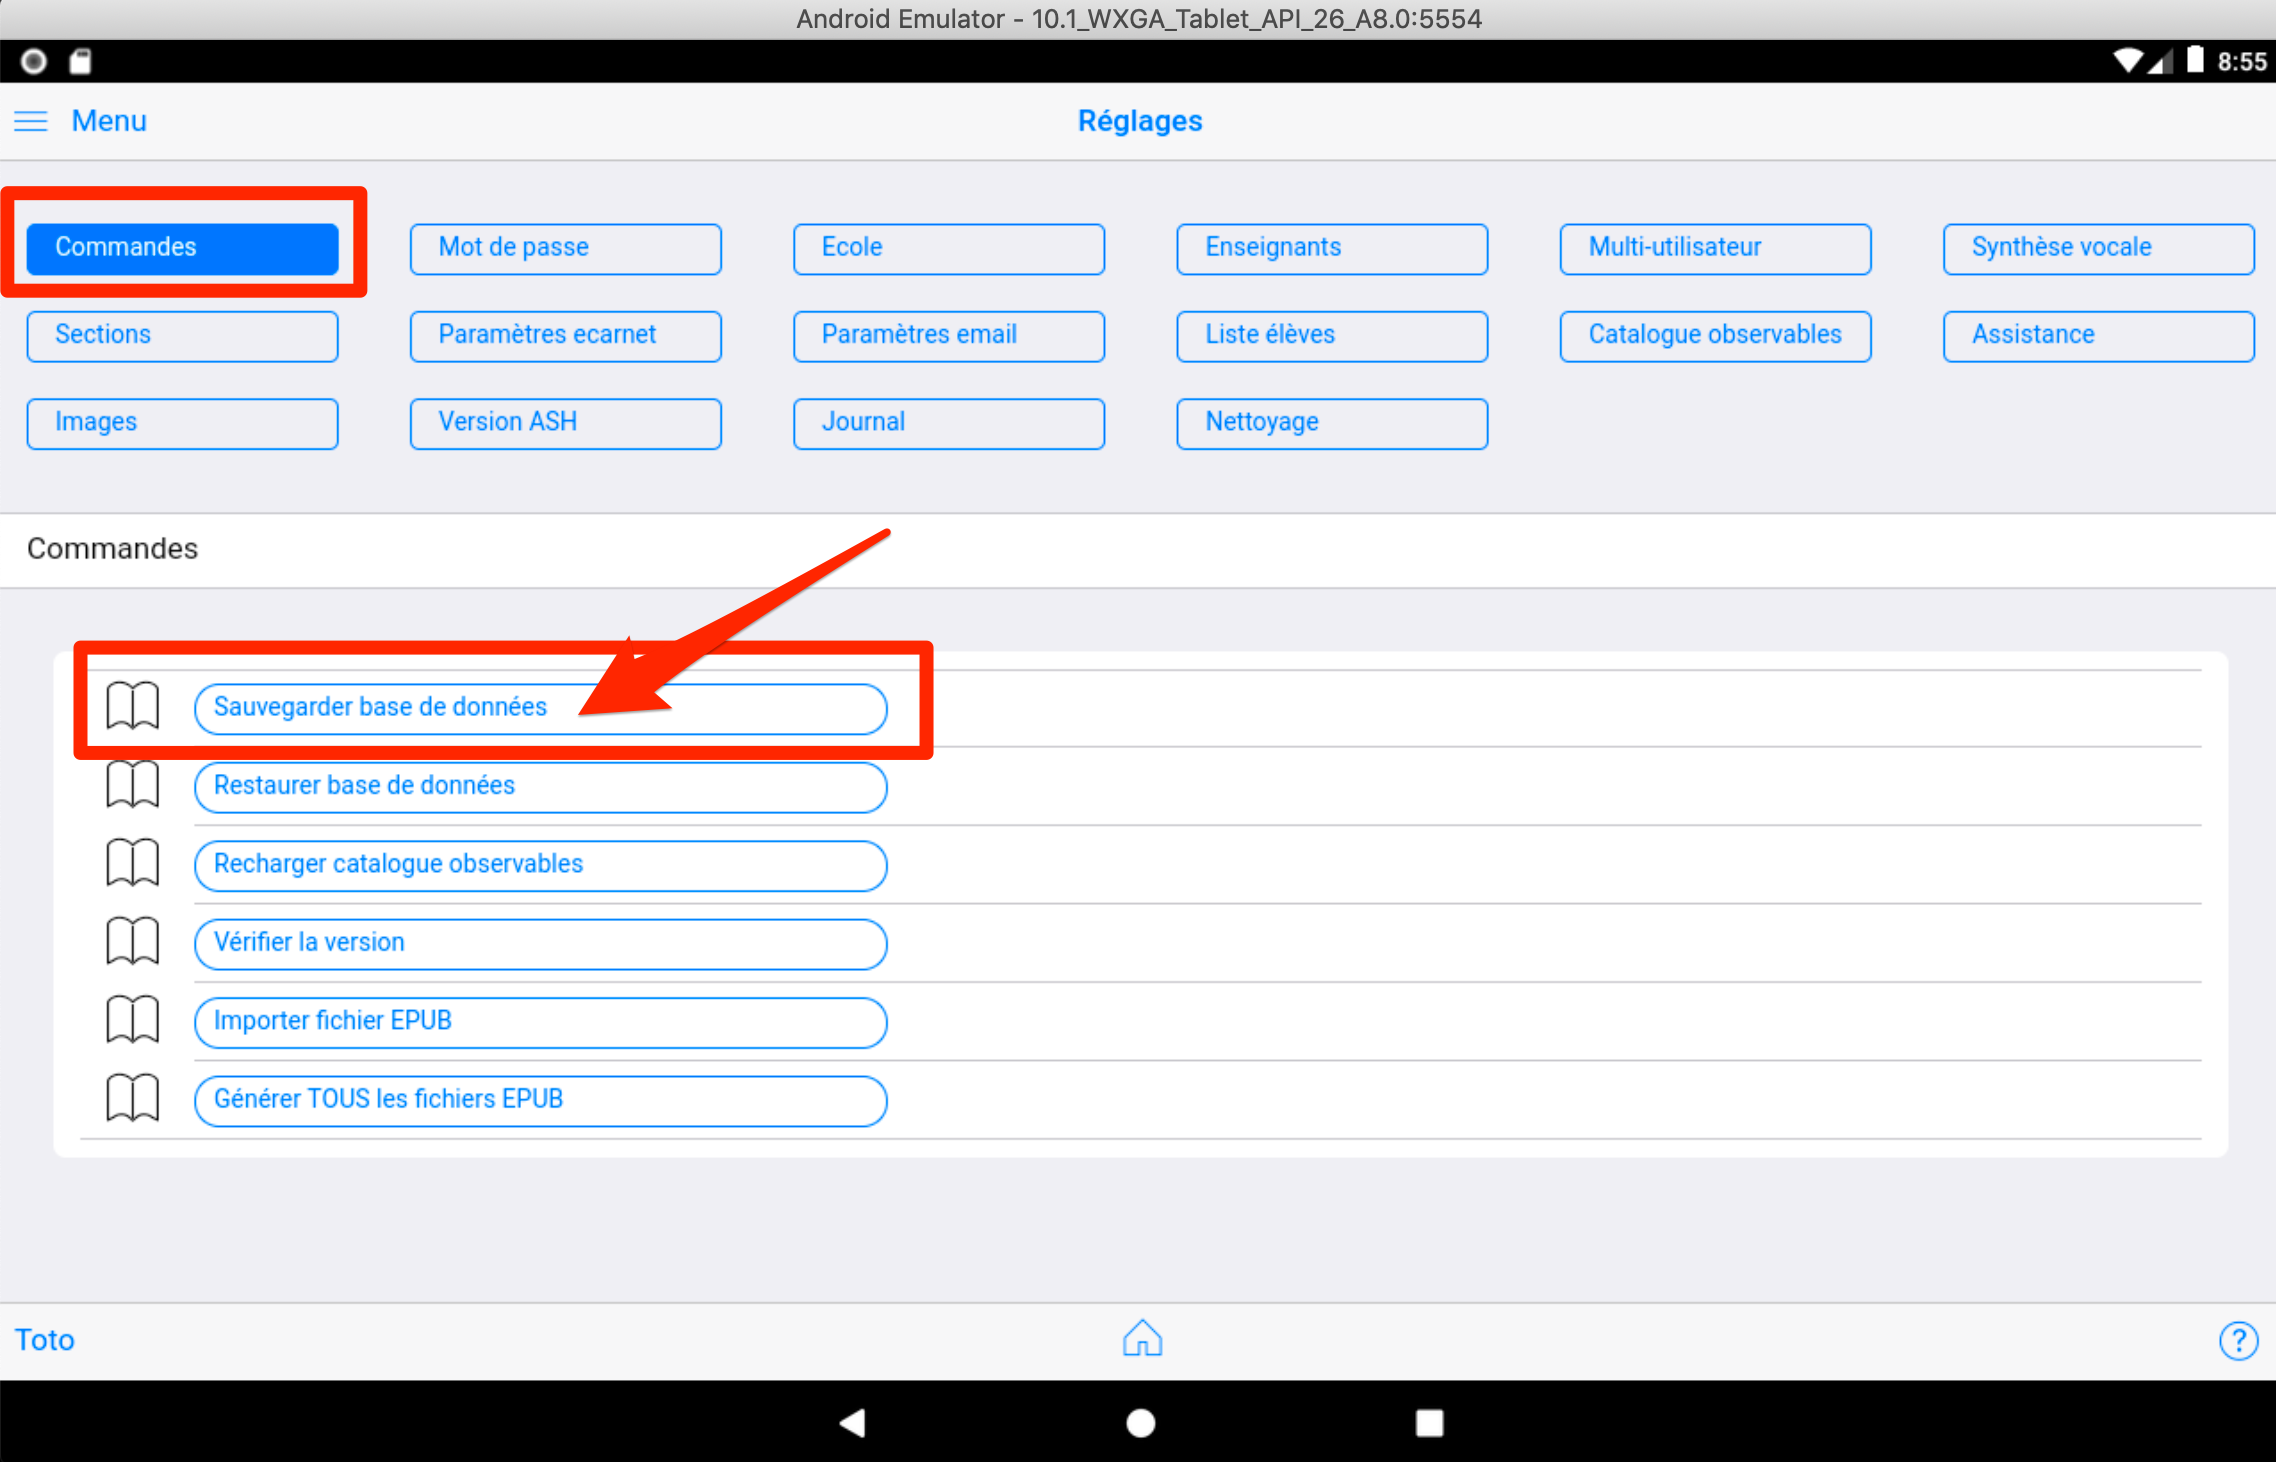 Android Emulator - 10.1_WXGA_Tablet_API_26_A8.0:5554
8:55
Menu
Réglages
Commandes
Mot de passe
Ecole
Enseignants
Multi-utilisateur
Synthèse vocale
Sections
Paramètres ecarnet
Paramètres email
Liste élèves
Catalogue observables
Assistance
Images
Version ASH
Journal
Nettoyage
Commandes
Sauvegarder base de données
Restaurer base de données
Recharger catalogue observables
Vérifier la version
Importer fichier EPUB
Générer TOUS les fichiers EPUB
Toto
?